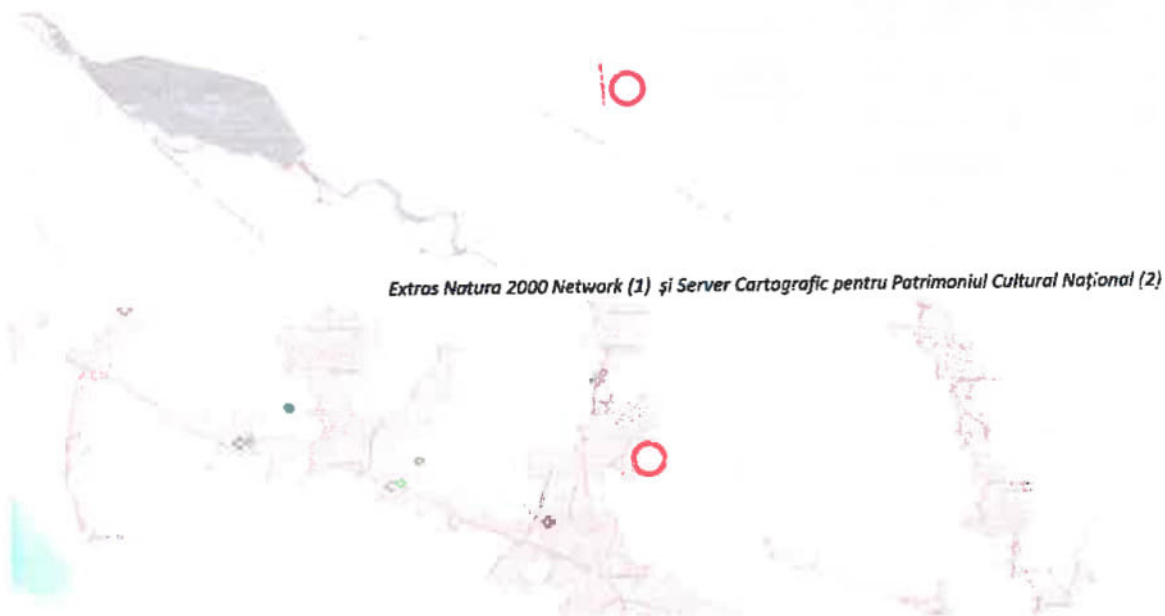 Extras Natura 2000 Network (1) și Server Cartografic pentru Patrimoniul Cultural Național (2)